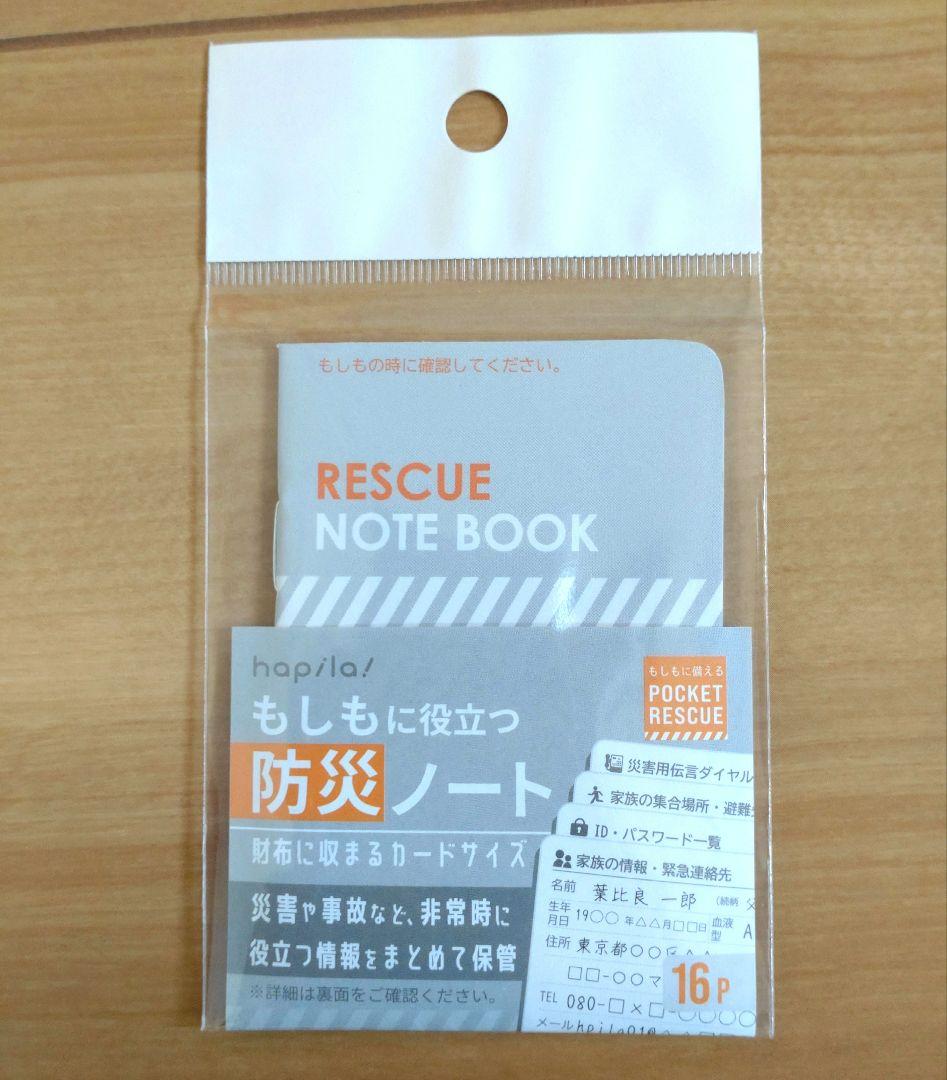 もしもの時に確認してください。
RESCUE
NOTE BOOK
hapila!
もしもに備える
POCKET
RESCUE
もしもに役立つ
防災ノート
財布に収まるカードサイズ
災害や事故など、非常時に
役立つ情報をまとめて保管
※詳細は裏面をご確認ください。
災害用伝言ダイヤル
家族の集合場所・避難
ID・パスワード一覧
家族の情報・緊急連絡先
名前 葉比良 一郎 (続柄 父
生年月日 19○○ 年△△月□□日 血液型 A
住所 東京都○○区△△
□□-○○マ
TEL 080-□×□-○○○○
メール hpila01@
16P